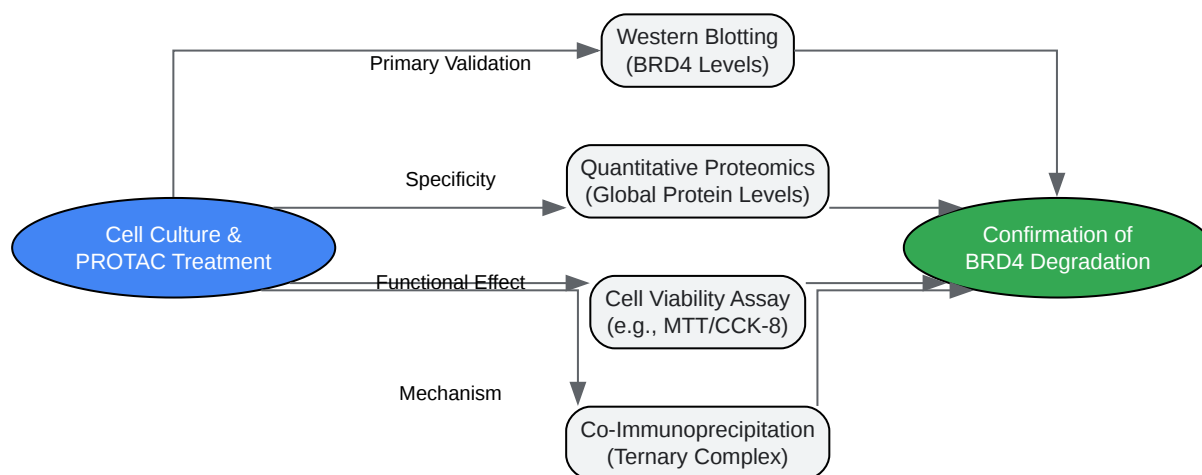 Western Blotting
(BRD4 Levels)
Primary Validation
Quantitative Proteomics
(Global Protein Levels)
Specificity
Cell Culture &
PROTAC Treatment
Confirmation of
BRD4 Degradation
Functional Effect
Cell Viability Assay
(e.g., MTT/CCK-8)
Mechanism
Co-Immunoprecipitation
(Ternary Complex)